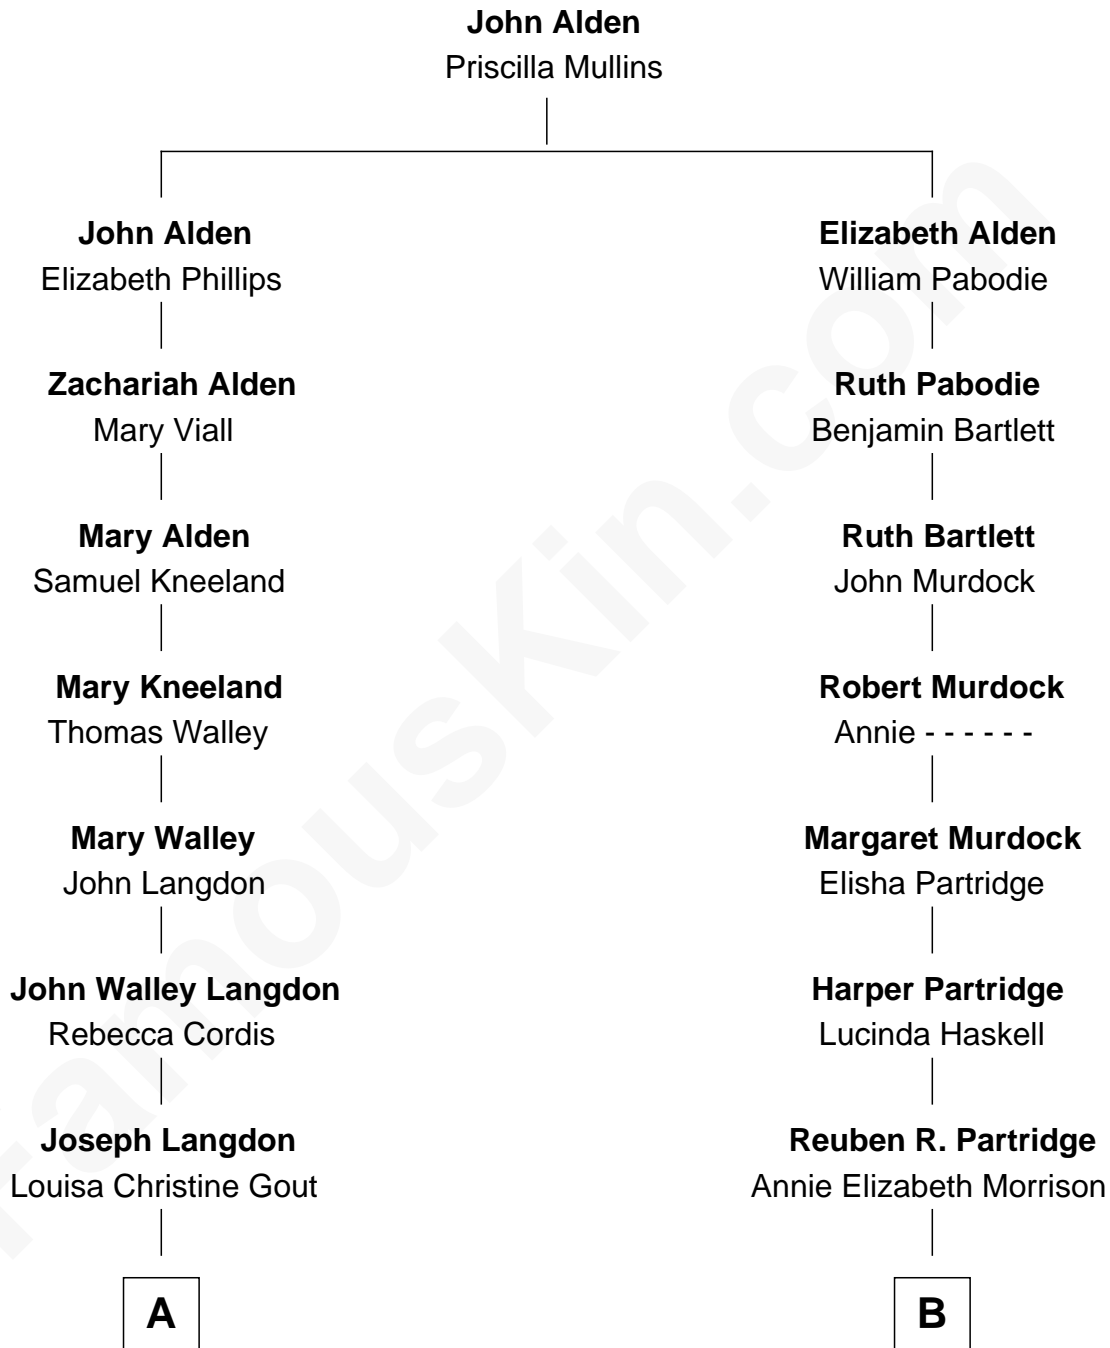 John Alden
Priscilla Mullins
John Alden
Elizabeth Phillips
Elizabeth Alden
William Pabodie
Zachariah Alden
Mary Viall
Ruth Pabodie
Benjamin Bartlett
Mary Alden
Samuel Kneeland
Ruth Bartlett
John Murdock
Mary Kneeland
Thomas Walley
Robert Murdock
Annie - - - - - -
Mary Walley
John Langdon
Margaret Murdock
Elisha Partridge
John Walley Langdon
Rebecca Cordis
Harper Partridge
Lucinda Haskell
Joseph Langdon
Louisa Christine Gout
Reuben R. Partridge
Annie Elizabeth Morrison
A
B
FamousKin.com